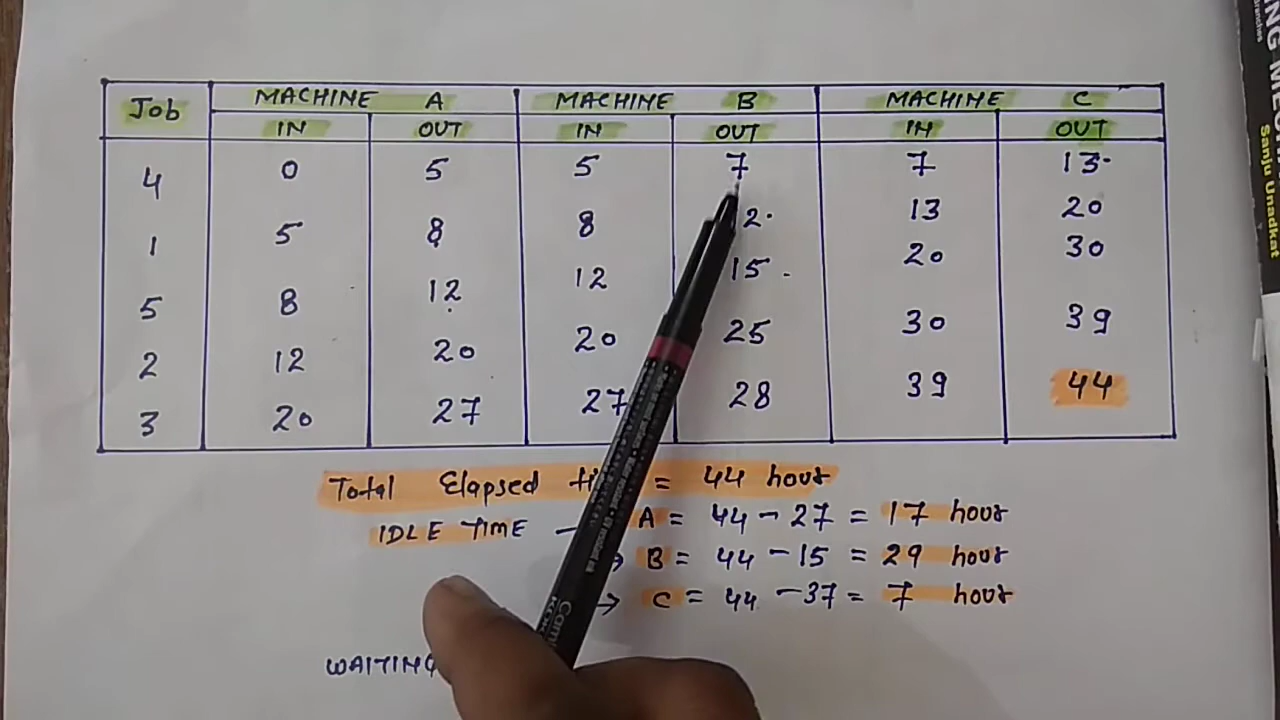 Job MACHINE A MACHINE B MACHINE C
IN OUT IN OUT IN OUT
4 0 5 5 7 7 13
1 5 8 8 2 13 20
5 8 12 12 15 20 30
2 12 20 20 25 30 39
3 20 27 27 28 39 44
Total Elapsed = 44 hour
IDLE TIME → A = 44 - 27 = 17 hour
→ B = 44 - 15 = 29 hour
→ C = 44 - 37 = 7 hour
WAITING
Sanju Unadkat